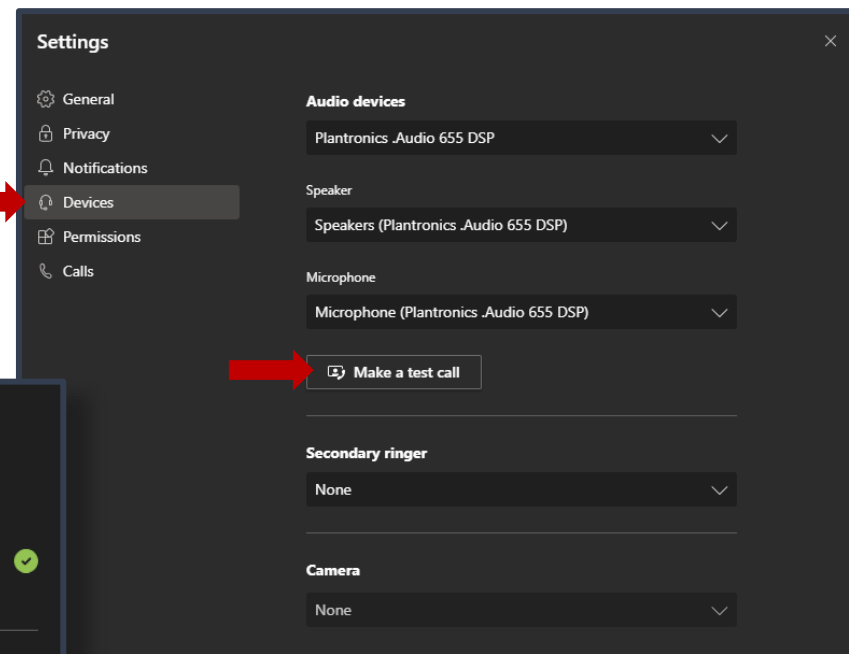 Settings
General
Privacy
Notifications
Devices
Permissions
Calls
Audio devices
Plantronics .Audio 655 DSP
Speaker
Speakers (Plantronics .Audio 655 DSP)
Microphone
Microphone (Plantronics .Audio 655 DSP)
Make a test call
Secondary ringer
None
Camera
None